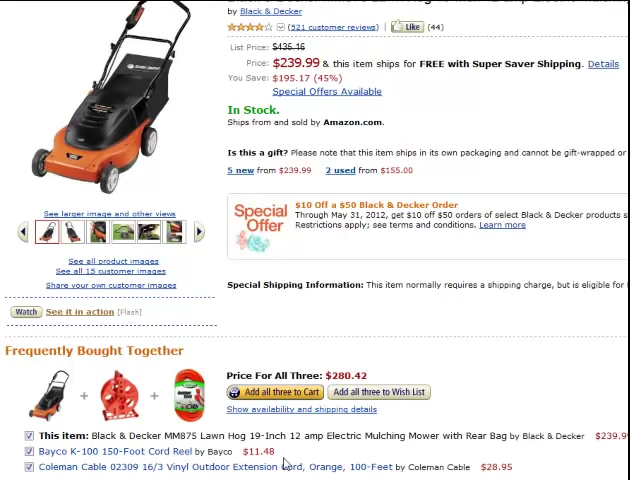 by Black & Decker
(521 customer reviews) | Like (44)
List Price: $435.16
Price: $239.99 & this item ships for FREE with Super Saver Shipping. Details
You Save: $195.17 (45%)
Special Offers Available
In Stock.
Ships from and sold by Amazon.com.
Is this a gift? Please note that this item ships in its own packaging and cannot be gift-wrapped or
5 new from $239.99 2 used from $155.00
Special Offer
$10 Off a $50 Black & Decker Order
Through May 31, 2012, get $10 off $50 orders of select Black & Decker products s
Restrictions apply; see terms and conditions. Learn more
See larger image and other views
See all product images
See all 15 customer images
Share your own customer images
Special Shipping Information: This item normally requires a shipping charge, but is eligible for
Watch See it in action [Flash]
Frequently Bought Together
Price For All Three: $280.42
Add all three to Cart Add all three to Wish List
Show availability and shipping details
This item: Black & Decker MM875 Lawn Hog 19-Inch 12 amp Electric Mulching Mower with Rear Bag by Black & Decker $239.9
Bayco K-100 150-Foot Cord Reel by Bayco $11.48
Coleman Cable 02309 16/3 Vinyl Outdoor Extension Cord, Orange, 100-Feet by Coleman Cable $28.95